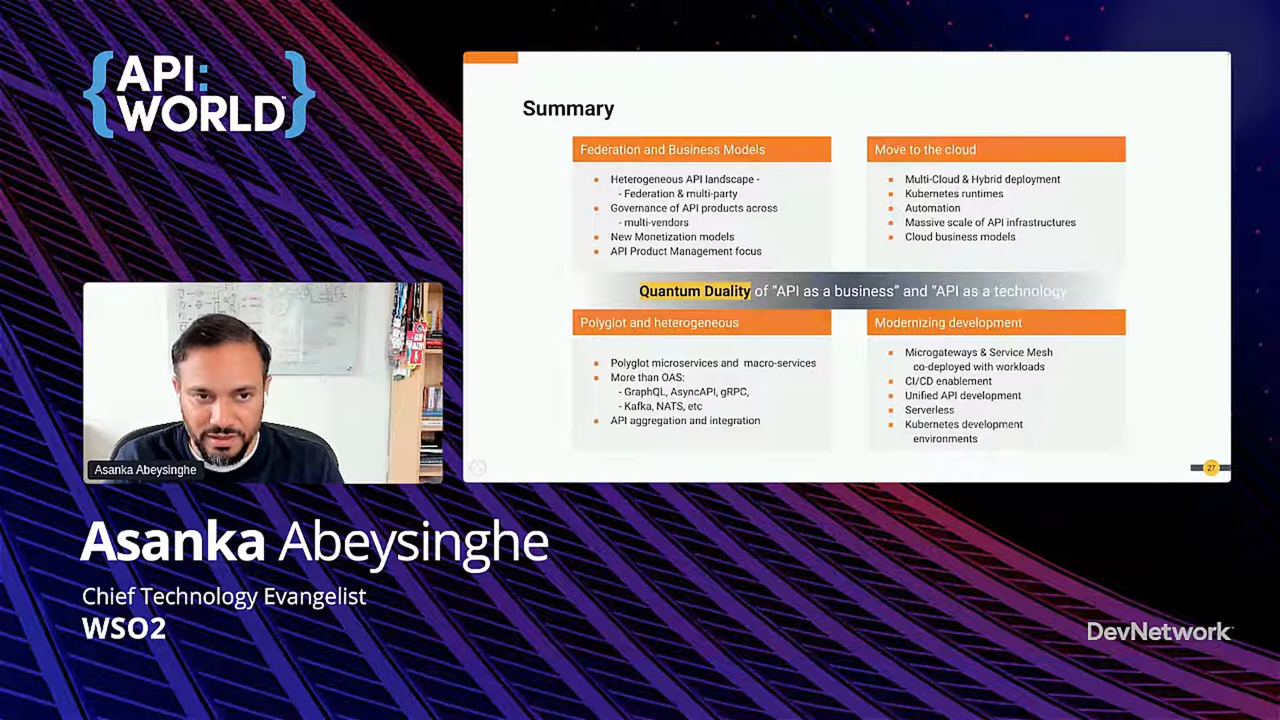 {API:
WORLD}™
Summary
Federation and Business Models
Heterogeneous API landscape -
- Federation & multi-party
Governance of API products across
- multi-vendors
New Monetization models
API Product Management focus
Move to the cloud
Multi-Cloud & Hybrid deployment
Kubernetes runtimes
Automation
Massive scale of API infrastructures
Cloud business models
Quantum Duality of “API as a business” and “API as a technology
Polyglot and heterogeneous
Polyglot microservices and macro-services
More than OAS:
- GraphQL, AsyncAPI, gRPC,
- Kafka, NATS, etc
API aggregation and integration
Modernizing development
Microgateways & Service Mesh
co-deployed with workloads
CI/CD enablement
Unified API development
Serverless
Kubernetes development
environments
27
Asanka Abeysinghe
Asanka Abeysinghe
Chief Technology Evangelist
WSO2
DevNetwork